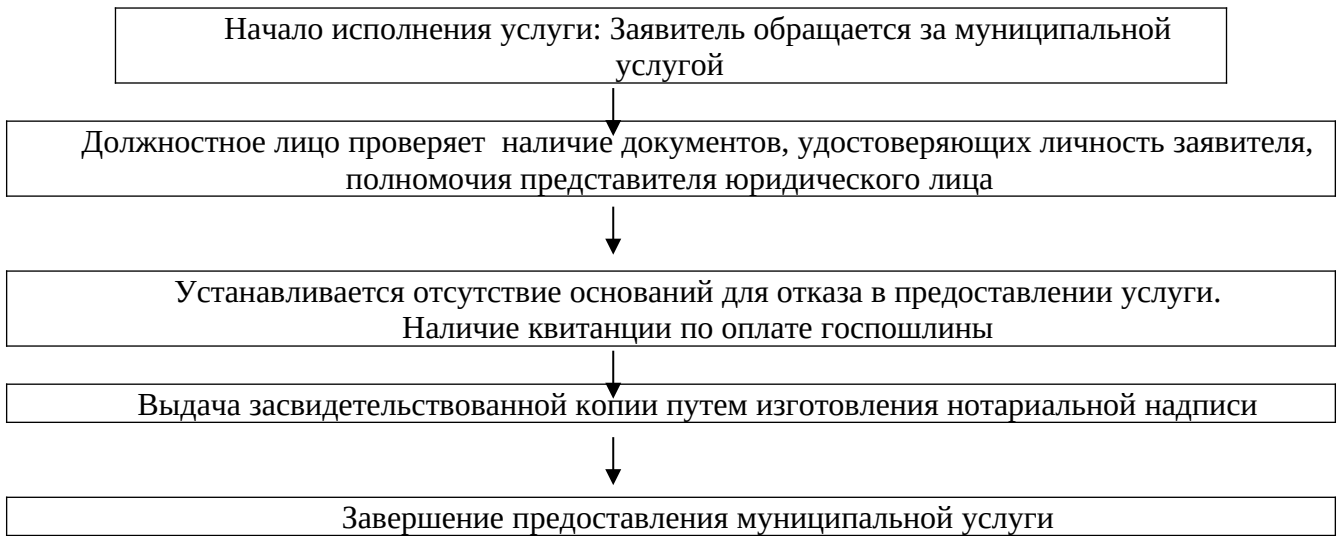 Начало исполнения услуги: Заявитель обращается за муниципальной
услугой
Должностное лицо проверяет  наличие документов, удостоверяющих личность заявителя,
полномочия представителя юридического лица
Устанавливается отсутствие оснований для отказа в предоставлении услуги.
Наличие квитанции по оплате госпошлины
Выдача засвидетельствованной копии путем изготовления нотариальной надписи
Завершение предоставления муниципальной услуги